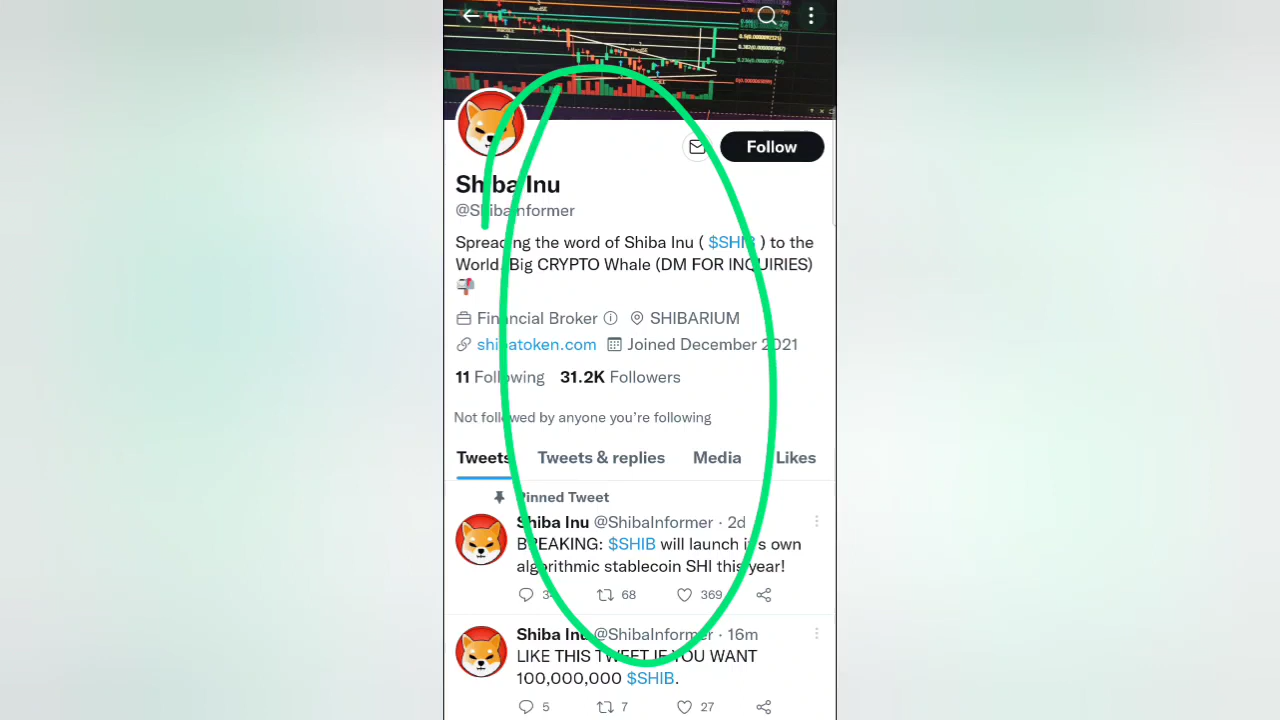 Follow
Shiba Inu
@ShibaInformer
Spreading the word of Shiba Inu ( $SHIB ) to the
World. Big CRYPTO Whale (DM FOR INQUIRIES)
Financial Broker SHIBARIUM
shibatoken.com Joined December 2021
11 Following 31.2K Followers
Not followed by anyone you're following
Tweets Tweets & replies Media Likes
Pinned Tweet
Shiba Inu @ShibaInformer · 2d
BREAKING: $SHIB will launch it's own
algorithmic stablecoin SHI this year!
68 369
Shiba Inu @ShibaInformer · 16m
LIKE THIS TWEET IF YOU WANT
100,000,000 $SHIB.
5 7 27